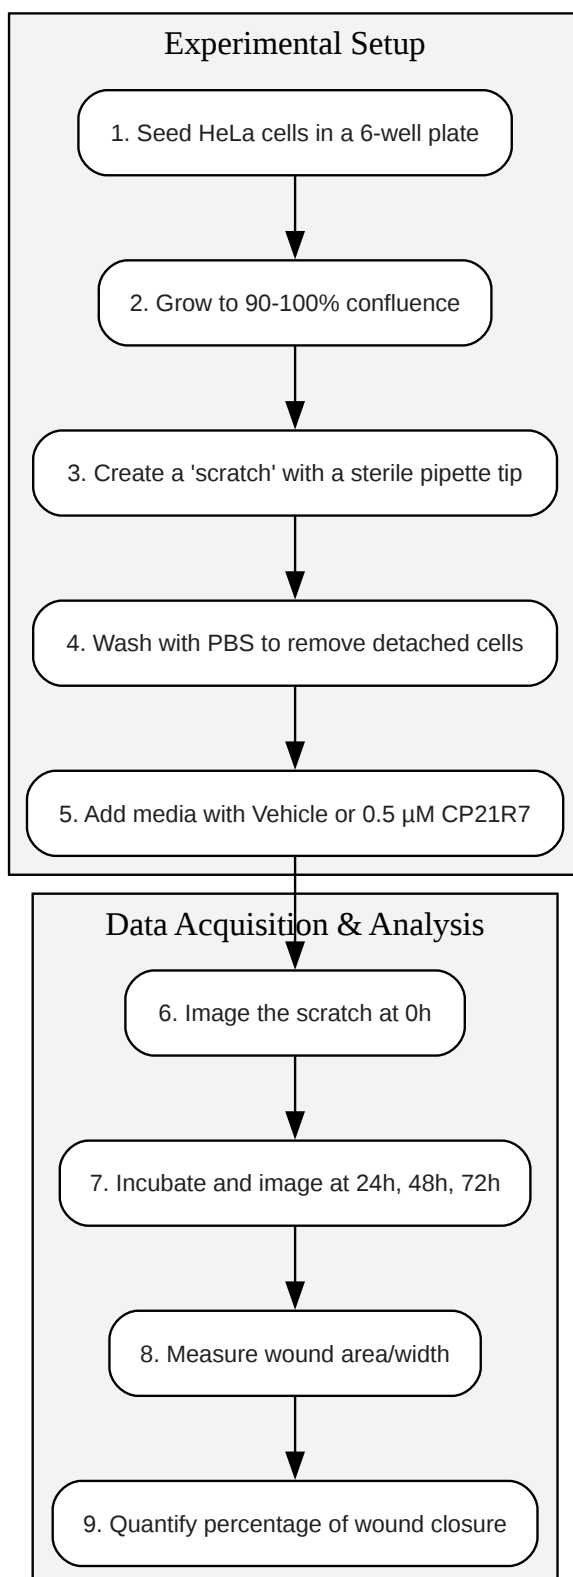 Experimental Setup
1. Seed HeLa cells in a 6-well plate
2. Grow to 90-100% confluence
3. Create a 'scratch' with a sterile pipette tip
4. Wash with PBS to remove detached cells
5. Add media with Vehicle or 0.5 µM CP21R7
Data Acquisition & Analysis
6. Image the scratch at 0h
7. Incubate and image at 24h, 48h, 72h
8. Measure wound area/width
9. Quantify percentage of wound closure